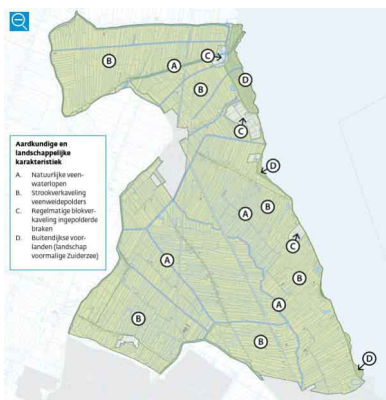 B
C
A
D
B
C
D
Aardkundige en
landschappelijke
karakteristiek
A. Natuurlijke veen-
waterlopen
B. Strookverkaveling
veenweidepolders
C. Regelmatige blokver-
kaveling ingepolderde
braken
D. Buitendijkse voor-
landen (landschap
voormalige Zuiderzee)
A
B
C
A
B
A
B
B
D